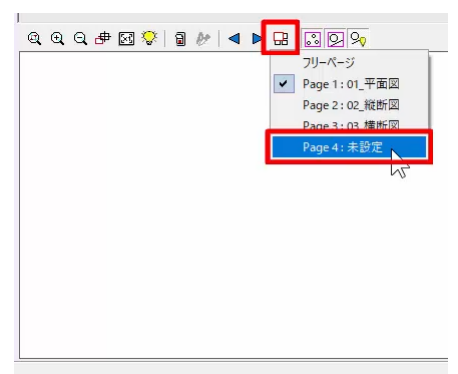 フリーページ
Page 1 : 01_平面図
Page 2 : 02_縦断図
Page 3 : 03_横断図
Page 4 : 未設定